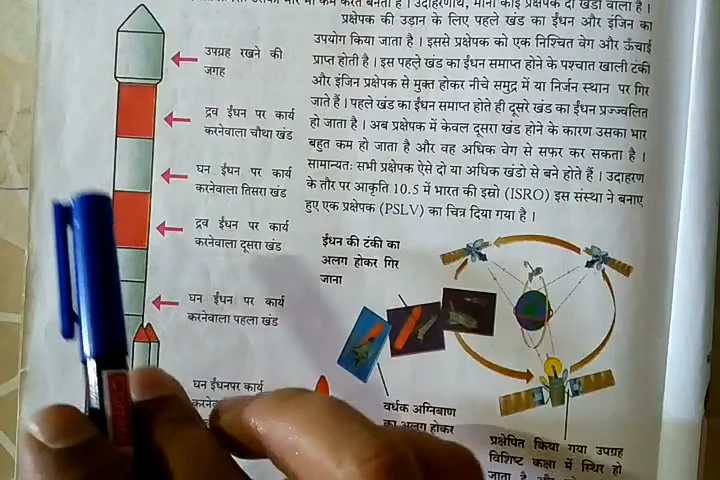 प्रक्षेपक की उड़ान के लिए पहले खंड का ईंधन और इंजिन का
उपयोग किया जाता है । इससे प्रक्षेपक को एक निश्चित वेग और ऊँचाई
प्राप्त होती है । इस पहले खंड का ईंधन समाप्त होने के पश्चात खाली टंकी
और इंजिन प्रक्षेपक से मुक्त होकर नीचे समुद्र में या निर्जन स्थान पर गिर
जाते हैं । पहले खंड का ईंधन समाप्त होते ही दूसरे खंड का ईंधन प्रज्ज्वलित
हो जाता है । अब प्रक्षेपक में केवल दूसरा खंड होने के कारण उसका भार
बहुत कम हो जाता है और वह अधिक वेग से सफर कर सकता है ।
सामान्यतः सभी प्रक्षेपक ऐसे दो या अधिक खंडो से बने होते हैं । उदाहरण
के तौर पर आकृति 10.5 में भारत की इस्रो (ISRO) इस संस्था ने बनाए
हुए एक प्रक्षेपक (PSLV) का चित्र दिया गया है ।
उपग्रह रखने की
जगह
द्रव ईंधन पर कार्य
करनेवाला चौथा खंड
घन ईंधन पर कार्य
करनेवाला तिसरा खंड
द्रव ईंधन पर कार्य
करनेवाला दूसरा खंड
घन ईंधन पर कार्य
करनेवाला पहला खंड
घन ईंधनपर कार्य
ईंधन की टंकी का
अलग होकर गिर
जाना
वर्धक अग्निबाण
का अलग होकर
प्रक्षेपित किया गया उपग्रह
विशिष्ट कक्षा में स्थिर हो
जाता है